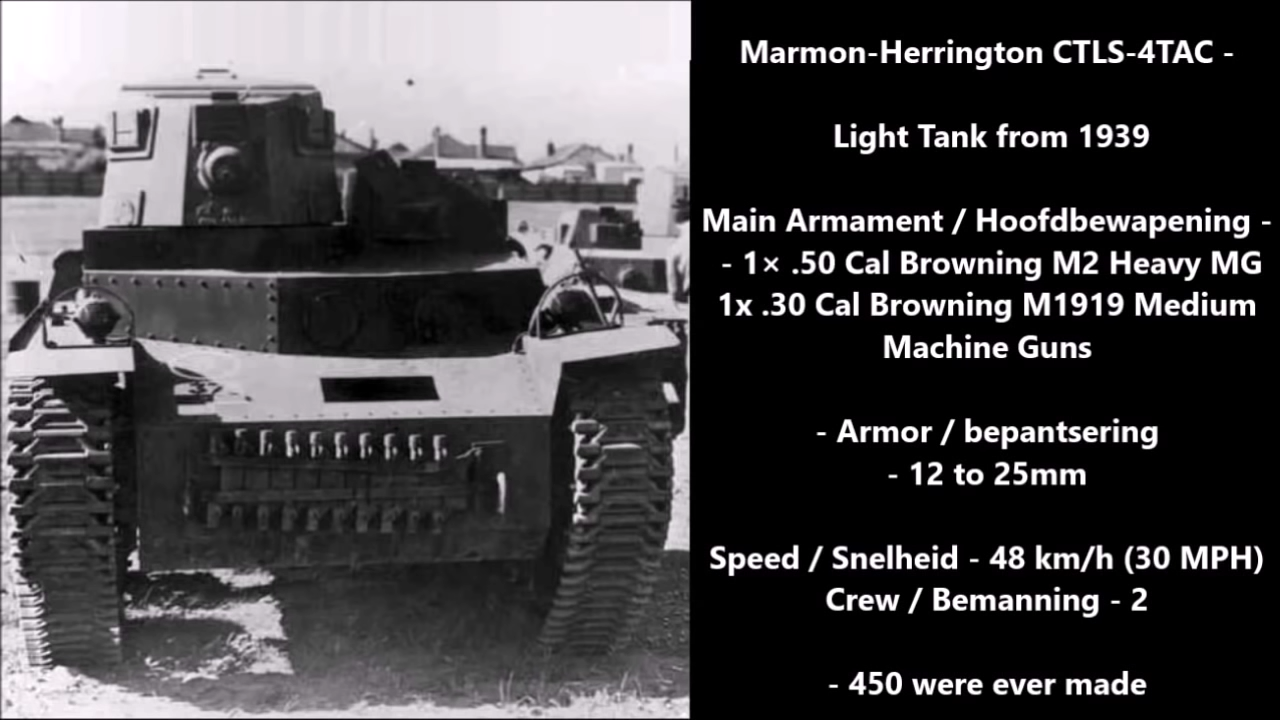 Marmon-Herrington CTLS-4TAC -
Light Tank from 1939
Main Armament / Hoofdbewapening -
- 1× .50 Cal Browning M2 Heavy MG
1x .30 Cal Browning M1919 Medium
Machine Guns
- Armor / bepantsering
- 12 to 25mm
Speed / Snelheid - 48 km/h (30 MPH)
Crew / Bemanning - 2
- 450 were ever made